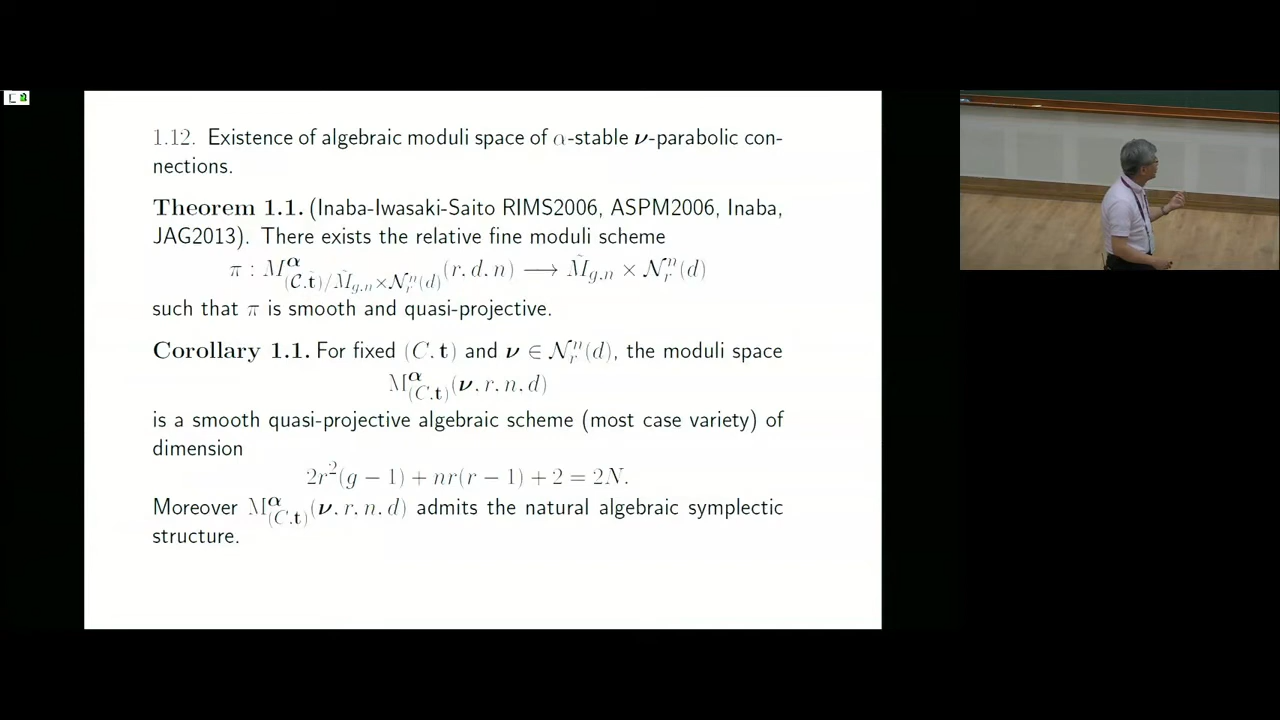 1.12. Existence of algebraic moduli space of α-stable ν-parabolic con-
nections.
Theorem 1.1. (Inaba-Iwasaki-Saito RIMS2006, ASPM2006, Inaba,
JAG2013). There exists the relative fine moduli scheme
π : M^α_{(C,t̃)/M̃_{g,n}×N^n_r(d)}(r, d, n) ⟶ M̃_{g,n} × N^n_r(d)
such that π is smooth and quasi-projective.
Corollary 1.1. For fixed (C, t) and ν ∈ N^n_r(d), the moduli space
M^α_{(C,t)}(ν, r, n, d)
is a smooth quasi-projective algebraic scheme (most case variety) of
dimension
2r²(g − 1) + nr(r − 1) + 2 = 2N.
Moreover M^α_{(C,t)}(ν, r, n, d) admits the natural algebraic symplectic
structure.